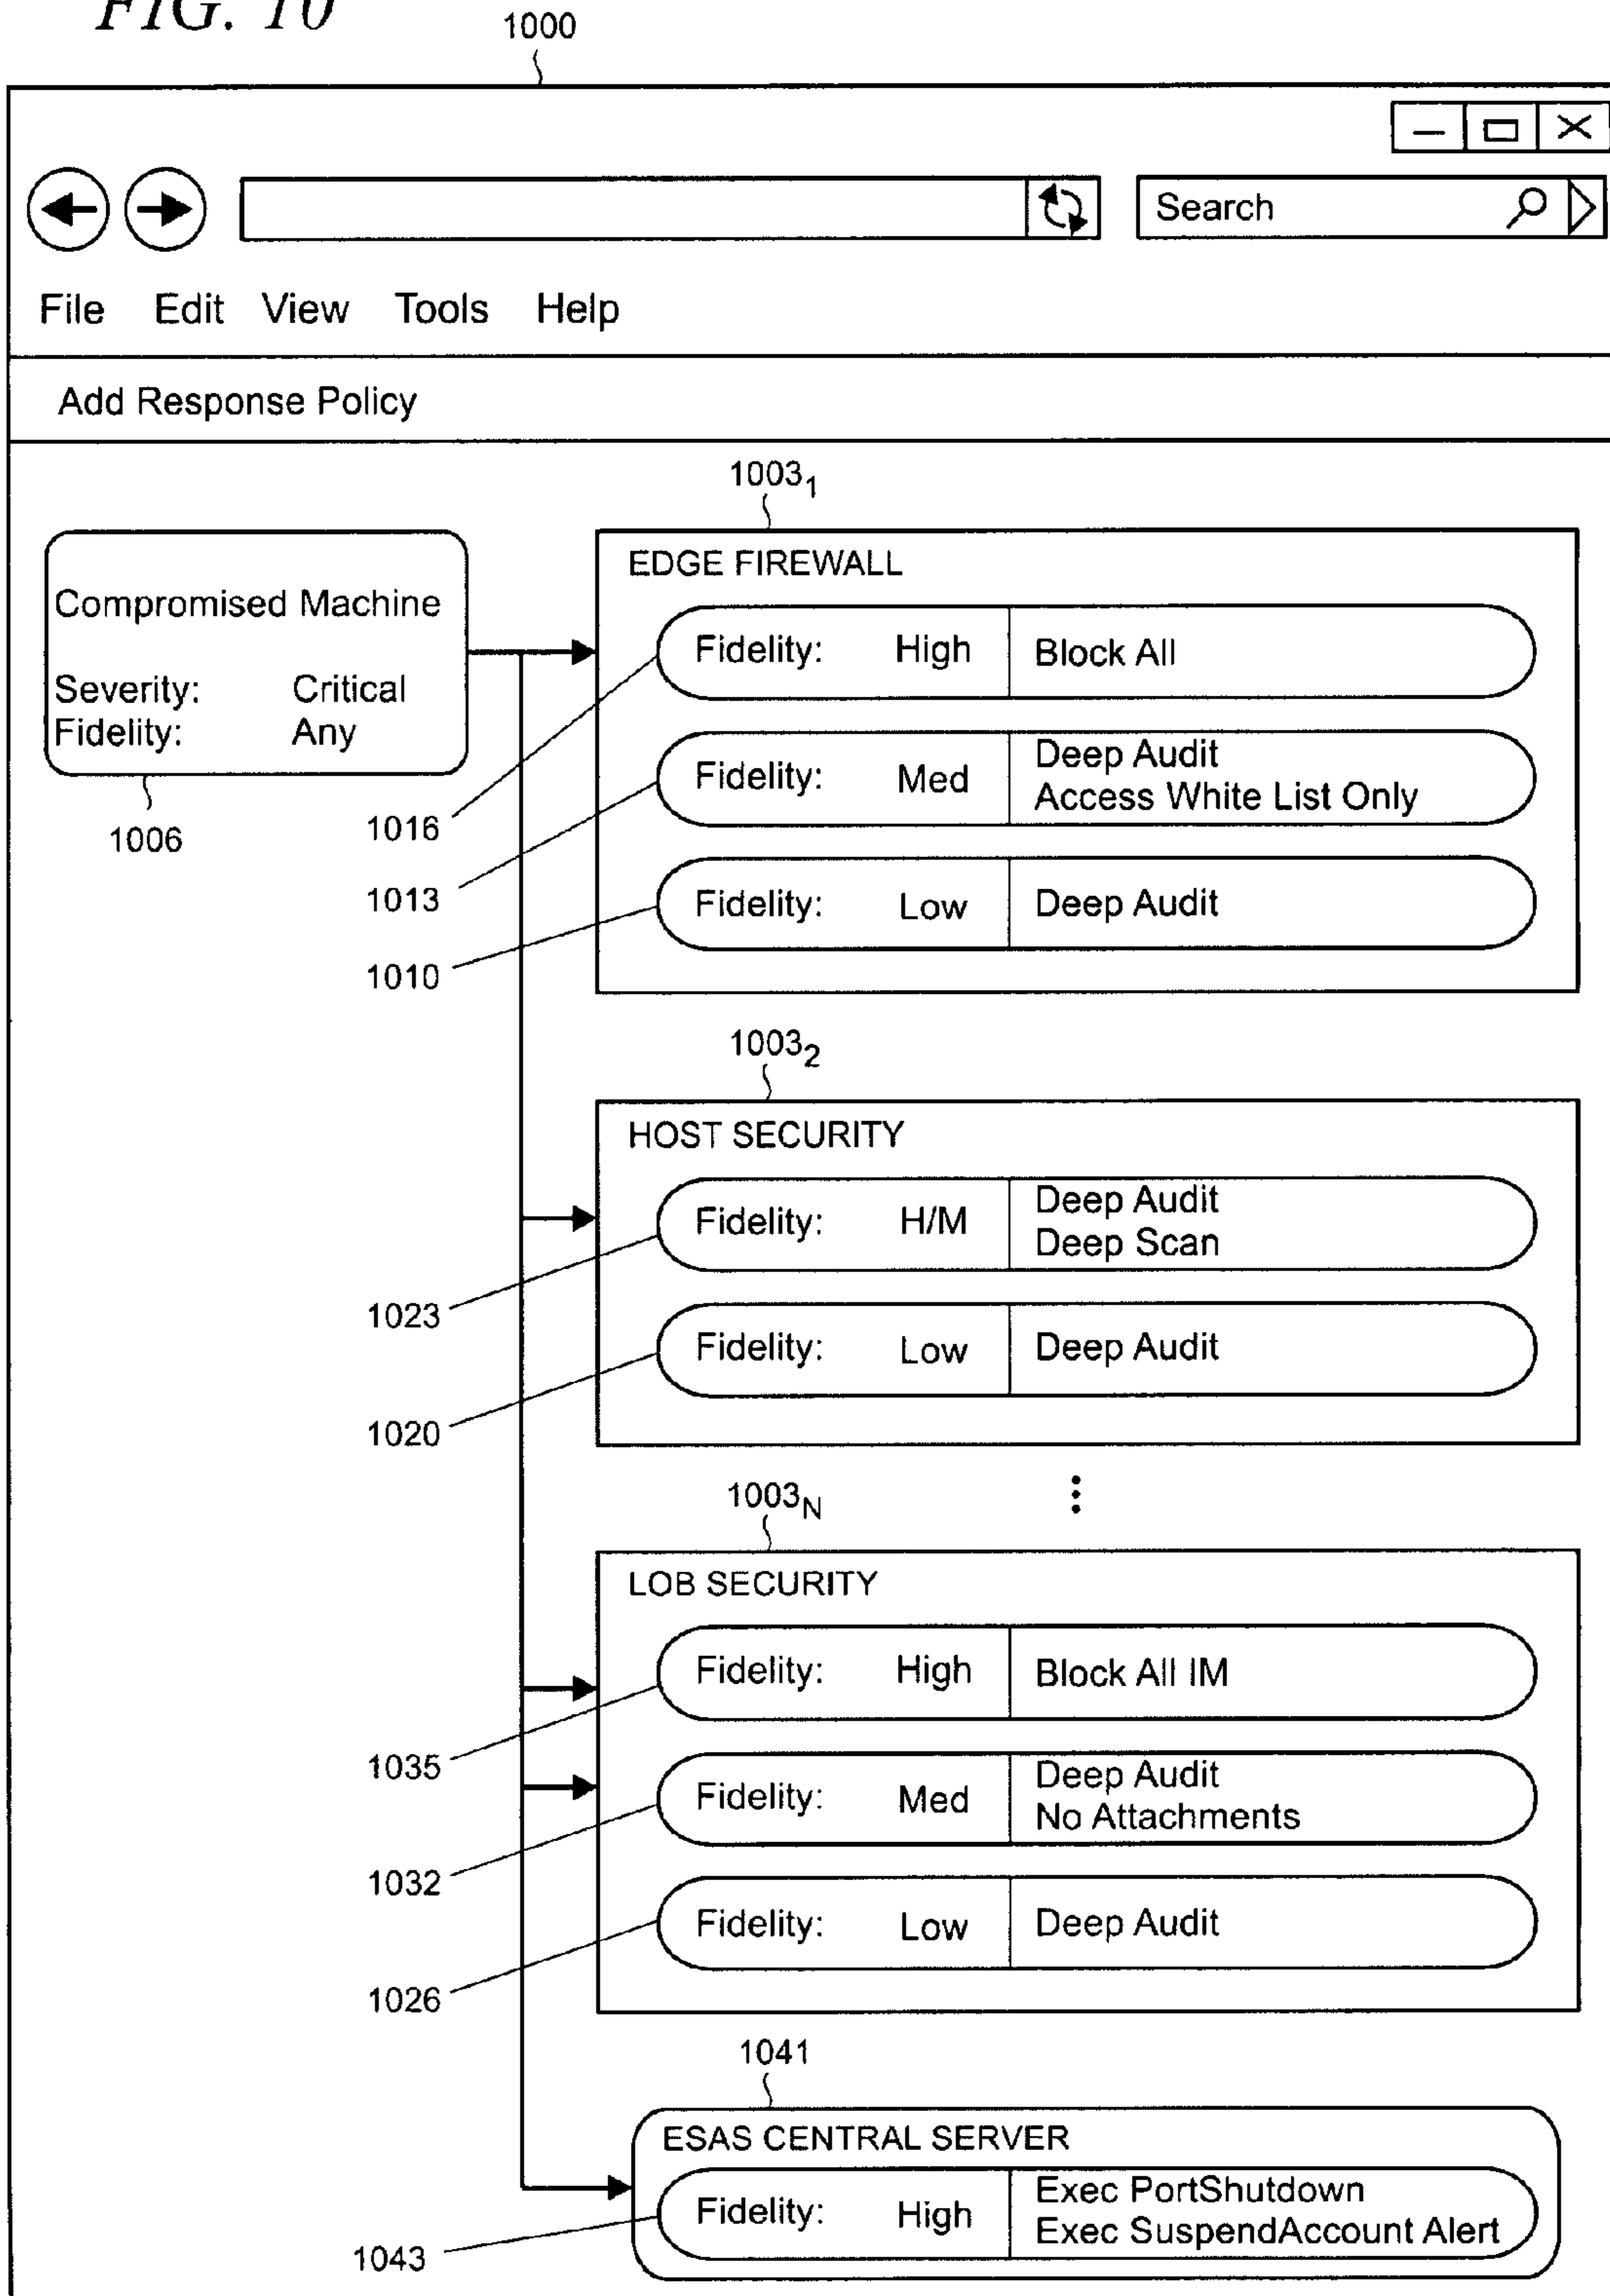 FIG. 10
1000
Search
File Edit View Tools Help
Add Response Policy
Compromised Machine
Severity: Critical
Fidelity: Any
1006
1003₁
EDGE FIREWALL
Fidelity: High Block All
Fidelity: Med Deep Audit
Access White List Only
Fidelity: Low Deep Audit
1016
1013
1010
1003₂
HOST SECURITY
Fidelity: H/M Deep Audit
Deep Scan
Fidelity: Low Deep Audit
1023
1020
1003N
LOB SECURITY
Fidelity: High Block All IM
Fidelity: Med Deep Audit
No Attachments
Fidelity: Low Deep Audit
1035
1032
1026
1041
ESAS CENTRAL SERVER
Fidelity: High Exec PortShutdown
Exec SuspendAccount Alert
1043